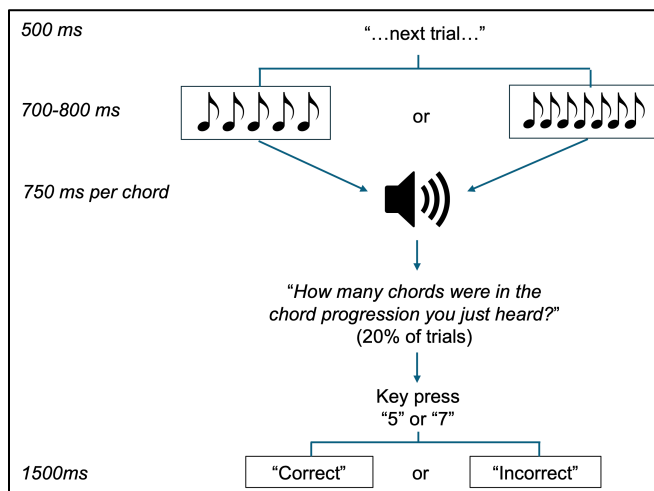 500 ms
“…next trial…”
700-800 ms
or
750 ms per chord
“How many chords were in the
chord progression you just heard?”
(20% of trials)
Key press
“5” or “7”
1500ms
“Correct”
or
“Incorrect”